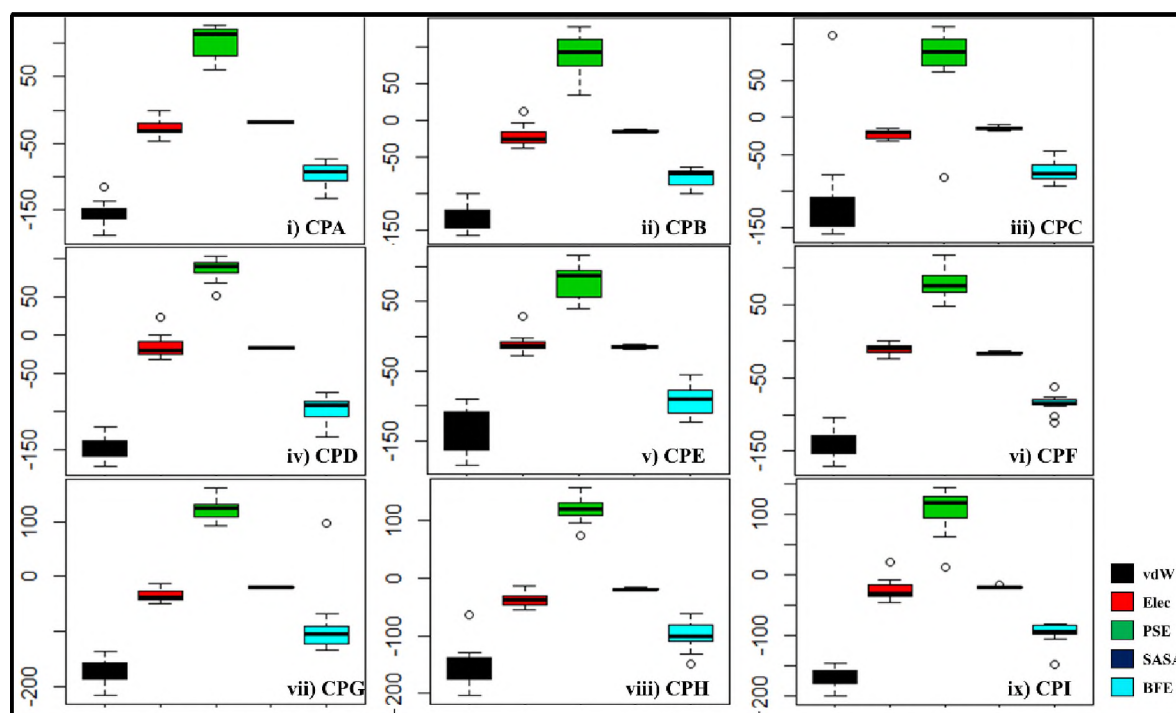 50
-50
-150
i) CPA
50
0
-50
-150
ii) CPB
50
0
-50
-150
iii) CPC
50
0
-50
-150
iv) CPD
50
-50
-150
v) CPE
50
-50
-150
vi) CPF
100
0
-200
vii) CPG
100
0
-100
-200
viii) CPH
100
0
-100
-200
ix) CPI
vdW
Elec
PSE
SASA
BFE